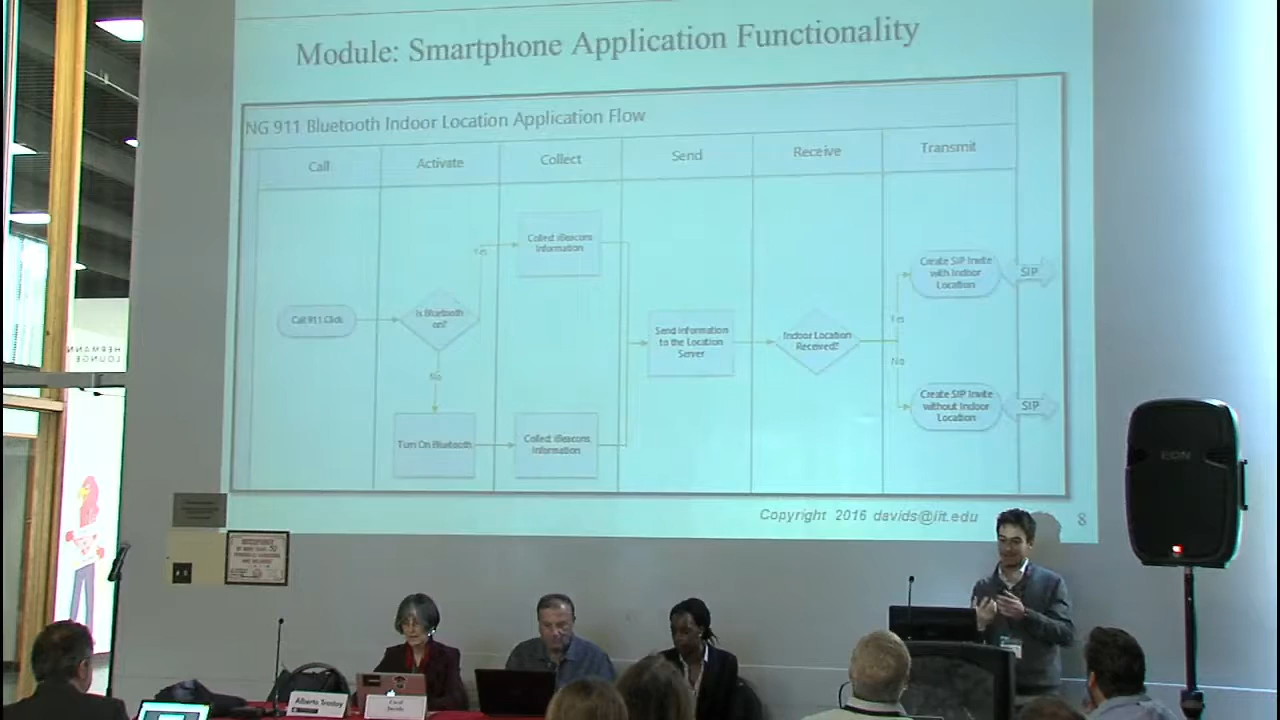 Module: Smartphone Application Functionality
NG 911 Bluetooth Indoor Location Application Flow
Call
Activate
Collect
Send
Receive
Transmit
Call 911 Click
Is Bluetooth
on?
Yes
No
Turn On Bluetooth
Collect iBeacons
Information
Collect iBeacons
Information
Send Information
to the Location
Server
Indoor Location
Received?
Yes
No
Create SIP Invite
with Indoor
Location
SIP
Create SIP Invite
without Indoor
Location
SIP
Copyright 2016 davids@iit.edu
8
HERMANN
LOUNGE
EON
Carol